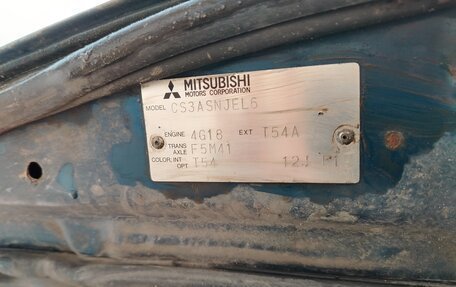 MITSUBISHI
MOTORS CORPORATION
MODEL CS3ASNJEL6
ENGINE 4G18 EXT T54A
TRANS AXLE F5M41
COLOR, INT OPT T54 12J